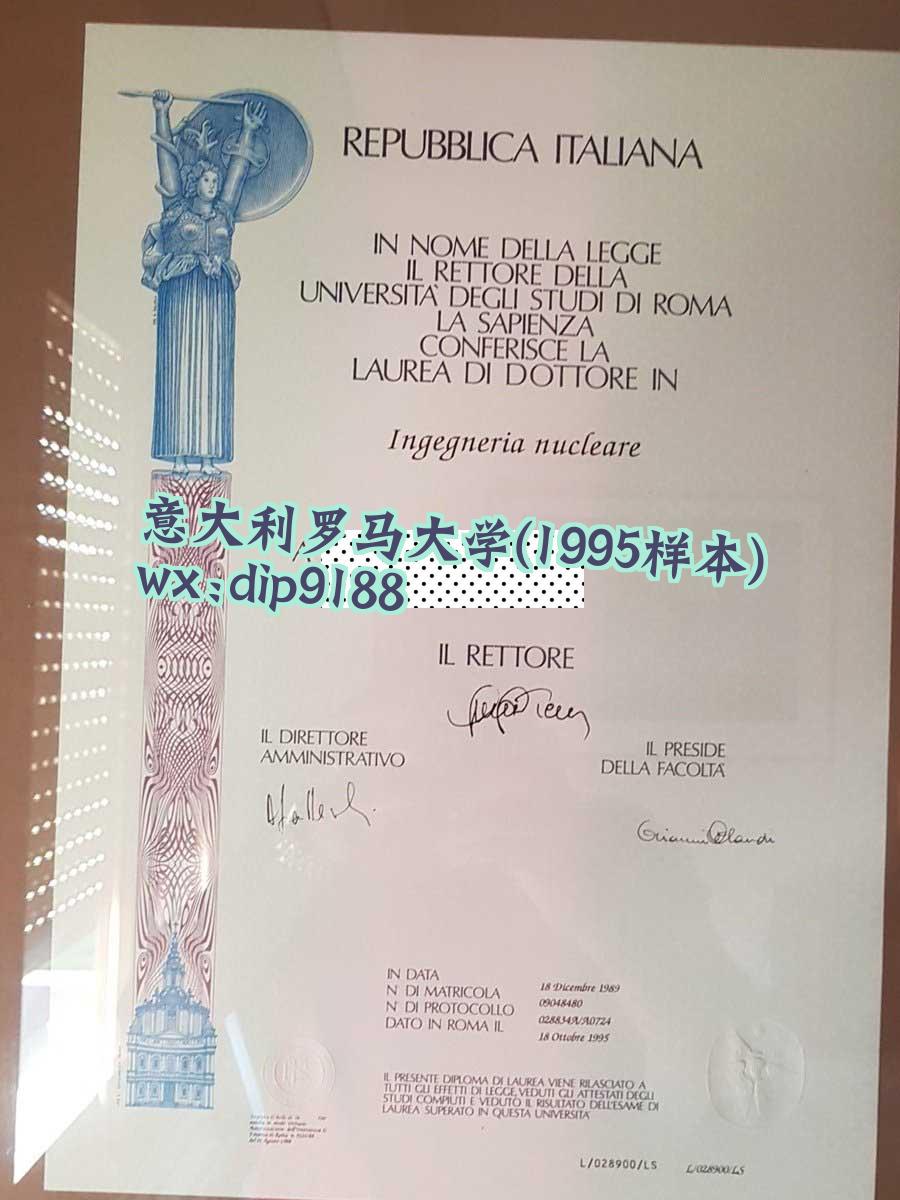 REPUBBLICA ITALIANA
IN NOME DELLA LEGGE
IL RETTORE DELLA
UNIVERSITA' DEGLI STUDI DI ROMA
LA SAPIENZA
CONFERISCE LA
LAUREA DI DOTTORE IN
Ingegneria nucleare
意大利罗马大学(1995样本)
wx:dip9188
IL RETTORE
IL DIRETTORE
AMMINISTRATIVO
IL PRESIDE
DELLA FACOLTA'
IN DATA 18 Dicembre 1989
N° DI MATRICOLA 09048480
N° DI PROTOCOLLO 028834A/A0724
DATO IN ROMA IL 18 Ottobre 1995
IL PRESENTE DIPLOMA DI LAUREA VIENE RILASCIATO A
TUTTI GLI EFFETTI DI LEGGE, VEDUTI GLI ATTESTATI DEGLI
STUDI COMPIUTI E VEDUTO IL RISULTATO DELL'ESAME DI
LAUREA SUPERATO IN QUESTA UNIVERSITA'
L/028900/LS L/028900/LS